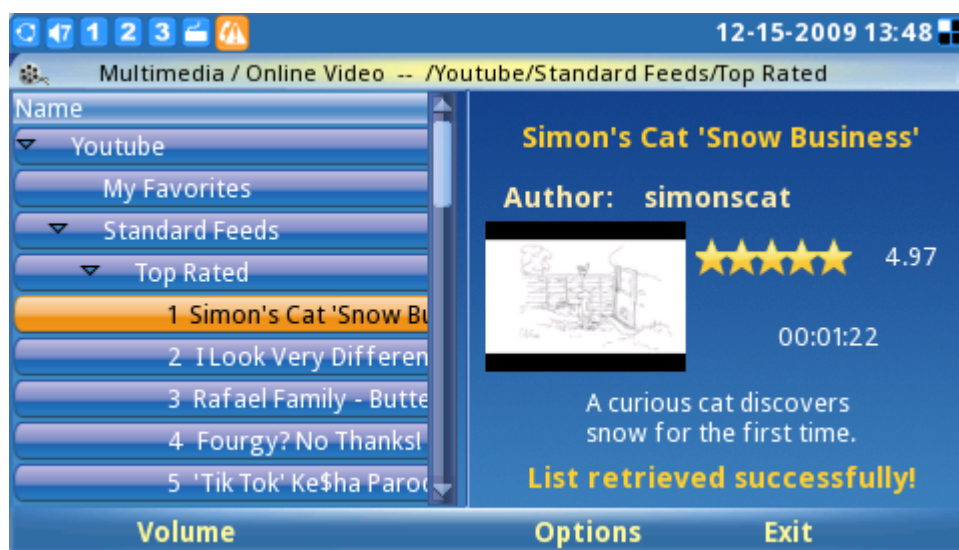 7 1 2 3 12-15-2009 13:48
Multimedia / Online Video -- /Youtube/Standard Feeds/Top Rated
Name
Youtube
My Favorites
Standard Feeds
Top Rated
1 Simon's Cat 'Snow Bu
2 I Look Very Differen
3 Rafael Family - Butte
4 Fourgy? No Thanks!
5 'Tik Tok' Ke$ha Paroc
Simon's Cat 'Snow Business'
Author: simonscat
4.97
00:01:22
A curious cat discovers
snow for the first time.
List retrieved successfully!
Volume Options Exit